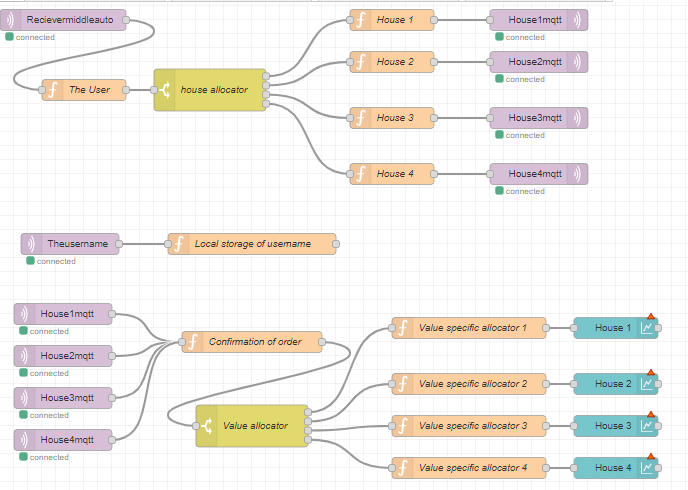 Recievermiddleauto
connected
House 1
House1mqtt
connected
House 2
House2mqtt
connected
The User
house allocator
House 3
House3mqtt
connected
House 4
House4mqtt
connected
Theusername
connected
Local storage of username
House1mqtt
connected
House2mqtt
connected
House3mqtt
connected
House4mqtt
connected
Confirmation of order
Value allocator
Value specific allocator 1
House 1
Value specific allocator 2
House 2
Value specific allocator 3
House 3
Value specific allocator 4
House 4